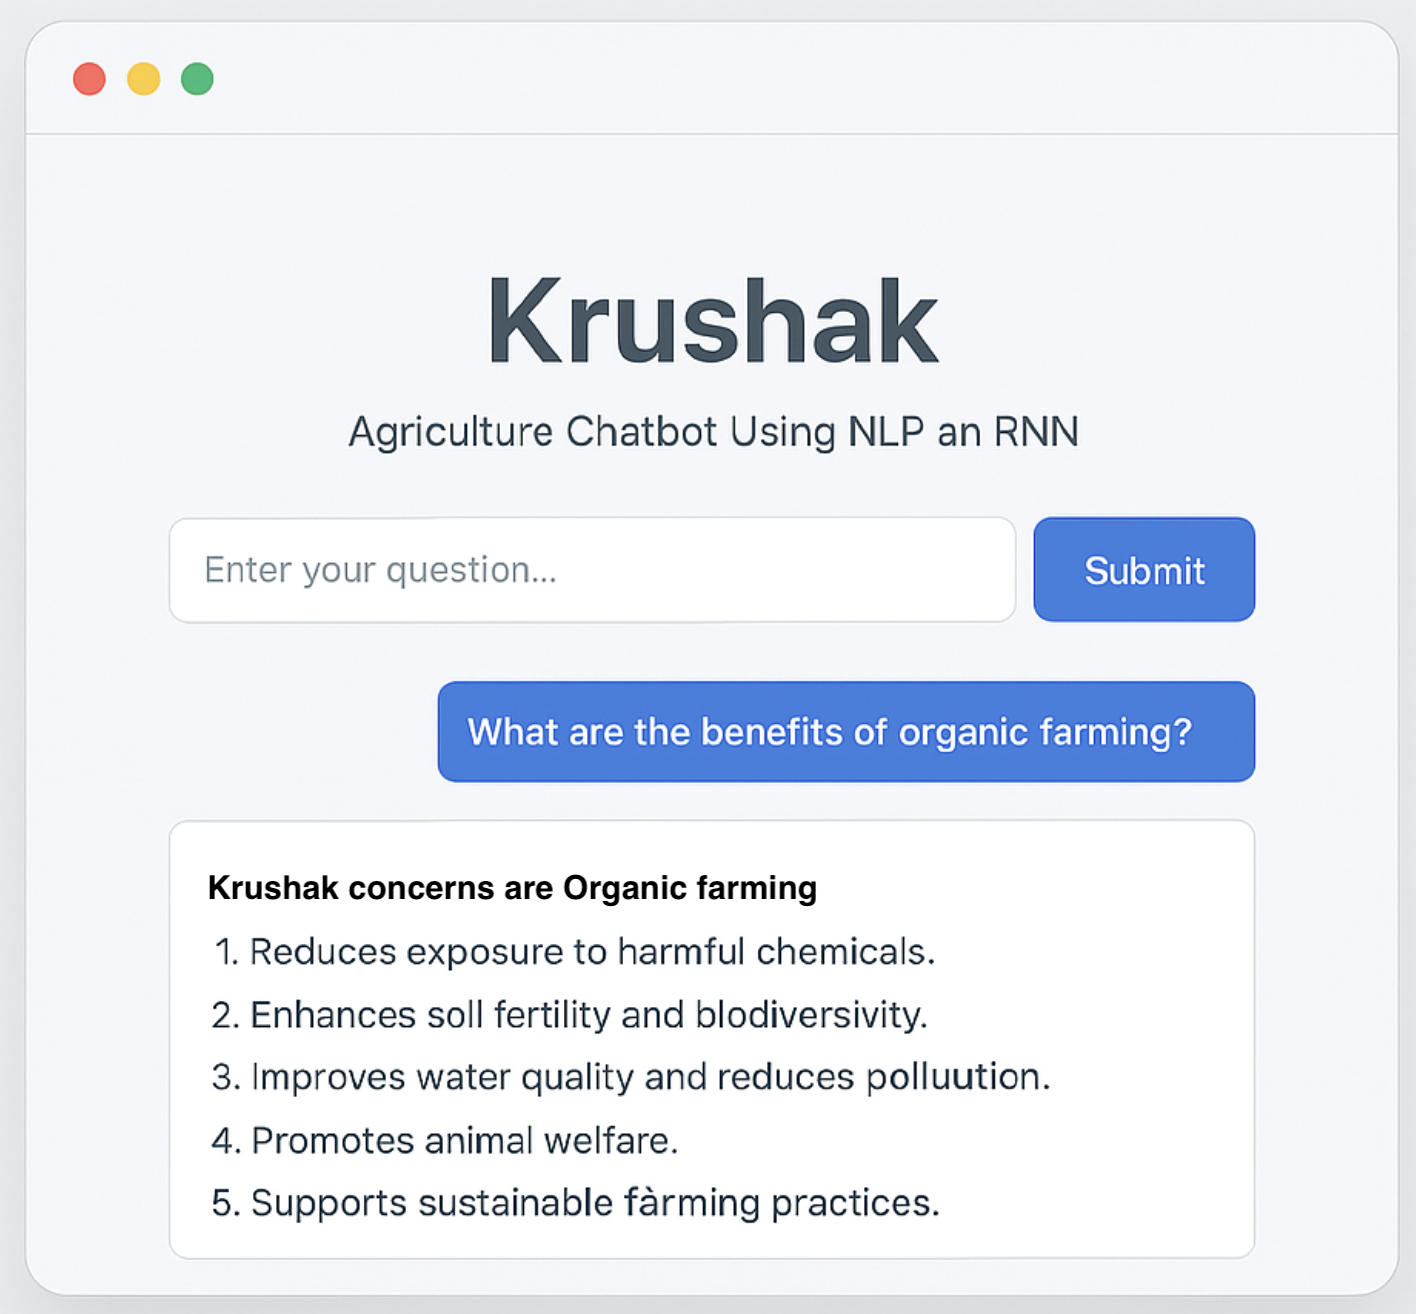 Krushak
Agriculture Chatbot Using NLP an RNN
Enter your question...
Submit
What are the benefits of organic farming?
Krushak concerns are Organic farming
1. Reduces exposure to harmful chemicals.
2. Enhances soll fertility and blodiversivity.
3. Improves water quality and reduces polluution.
4. Promotes animal welfare.
5. Supports sustainable fàrming practices.